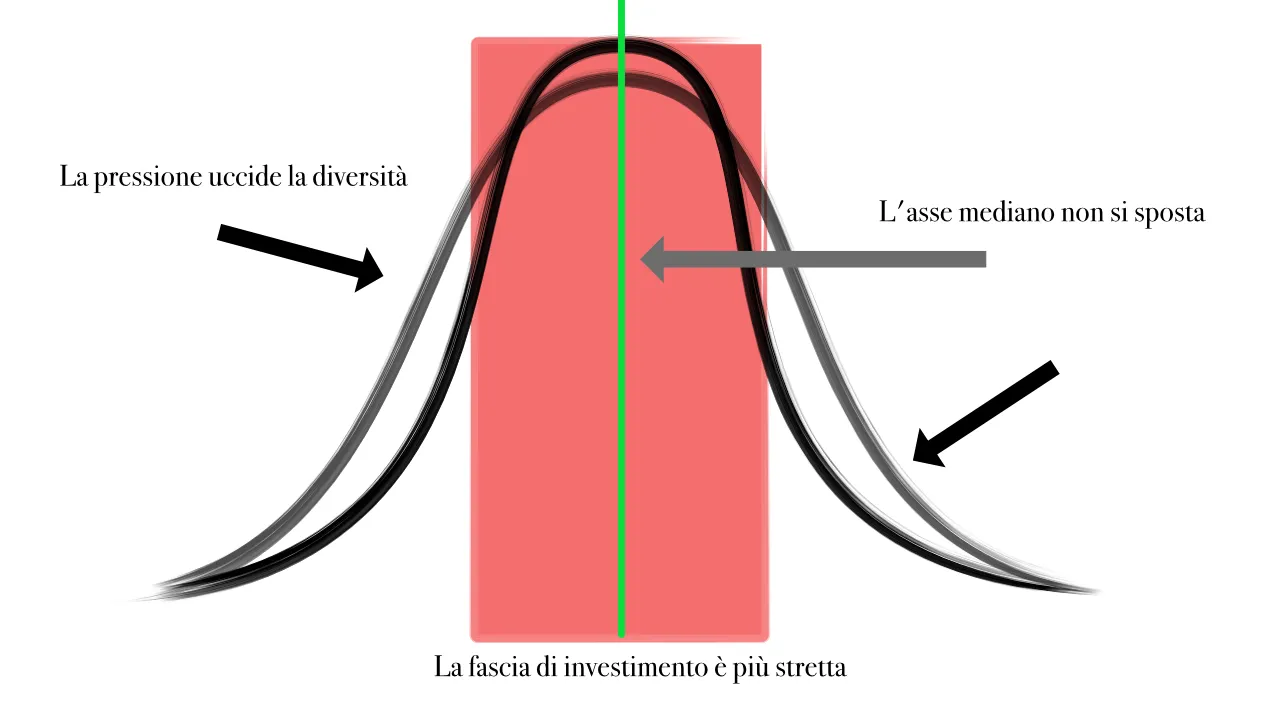 La pressione uccide la diversità
L'asse mediano non si sposta
La fascia di investimento è più stretta